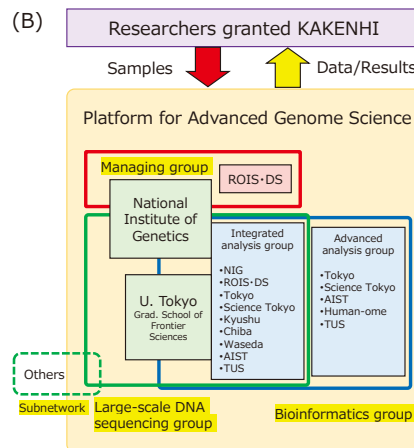 (B)
Researchers granted KAKENHI
Samples
Data/Results
Platform for Advanced Genome Science
Managing group
ROIS･DS
National
Institute of
Genetics
U. Tokyo
Grad. School of
Frontier
Sciences
Integrated
analysis group
•NIG
•ROIS･DS
•Tokyo
•Science Tokyo
•Kyushu
•Chiba
•Waseda
•AIST
•TUS
Advanced
analysis group
•Tokyo
•Science Tokyo
•AIST
•Human-ome
•TUS
Others
Subnetwork
Large-scale DNA
sequencing group
Bioinformatics group